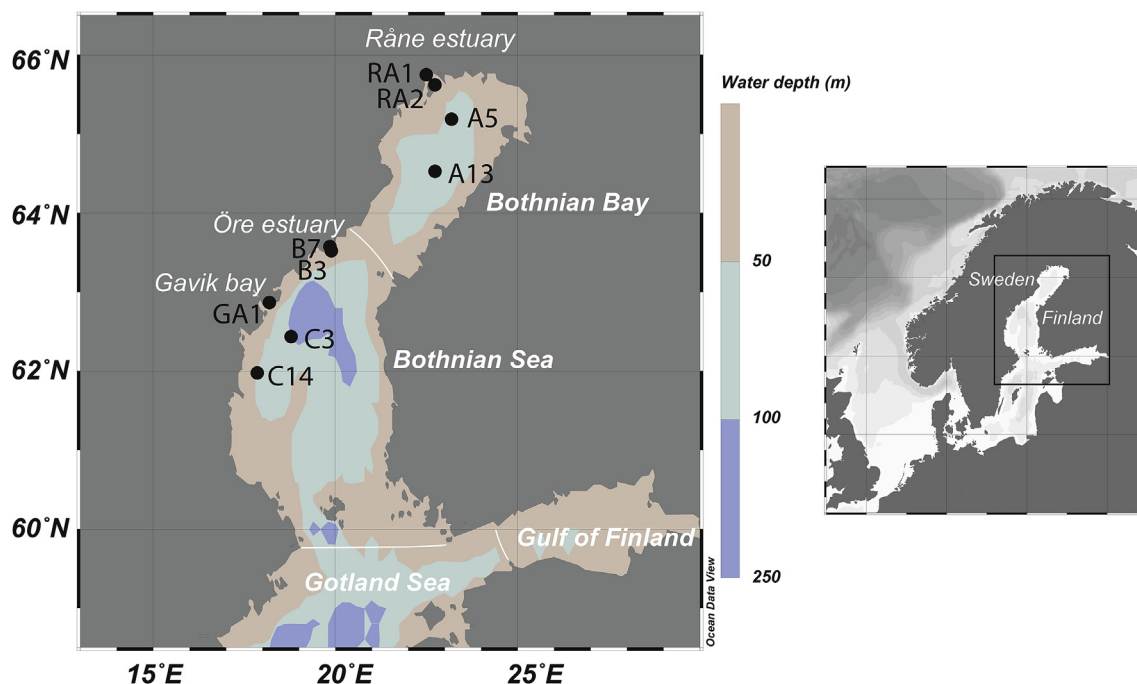 Råne estuary
66˚N
RA1
RA2
Water depth (m)
A5
A13
64˚N
Bothnian Bay
Öre estuary
B7
B3
50
Gavik bay
GA1
Sweden
Finland
C3
Bothnian Sea
62˚N
C14
100
60˚N
Gulf of Finland
Gotland Sea
250
Ocean Data View
15˚E
20˚E
25˚E